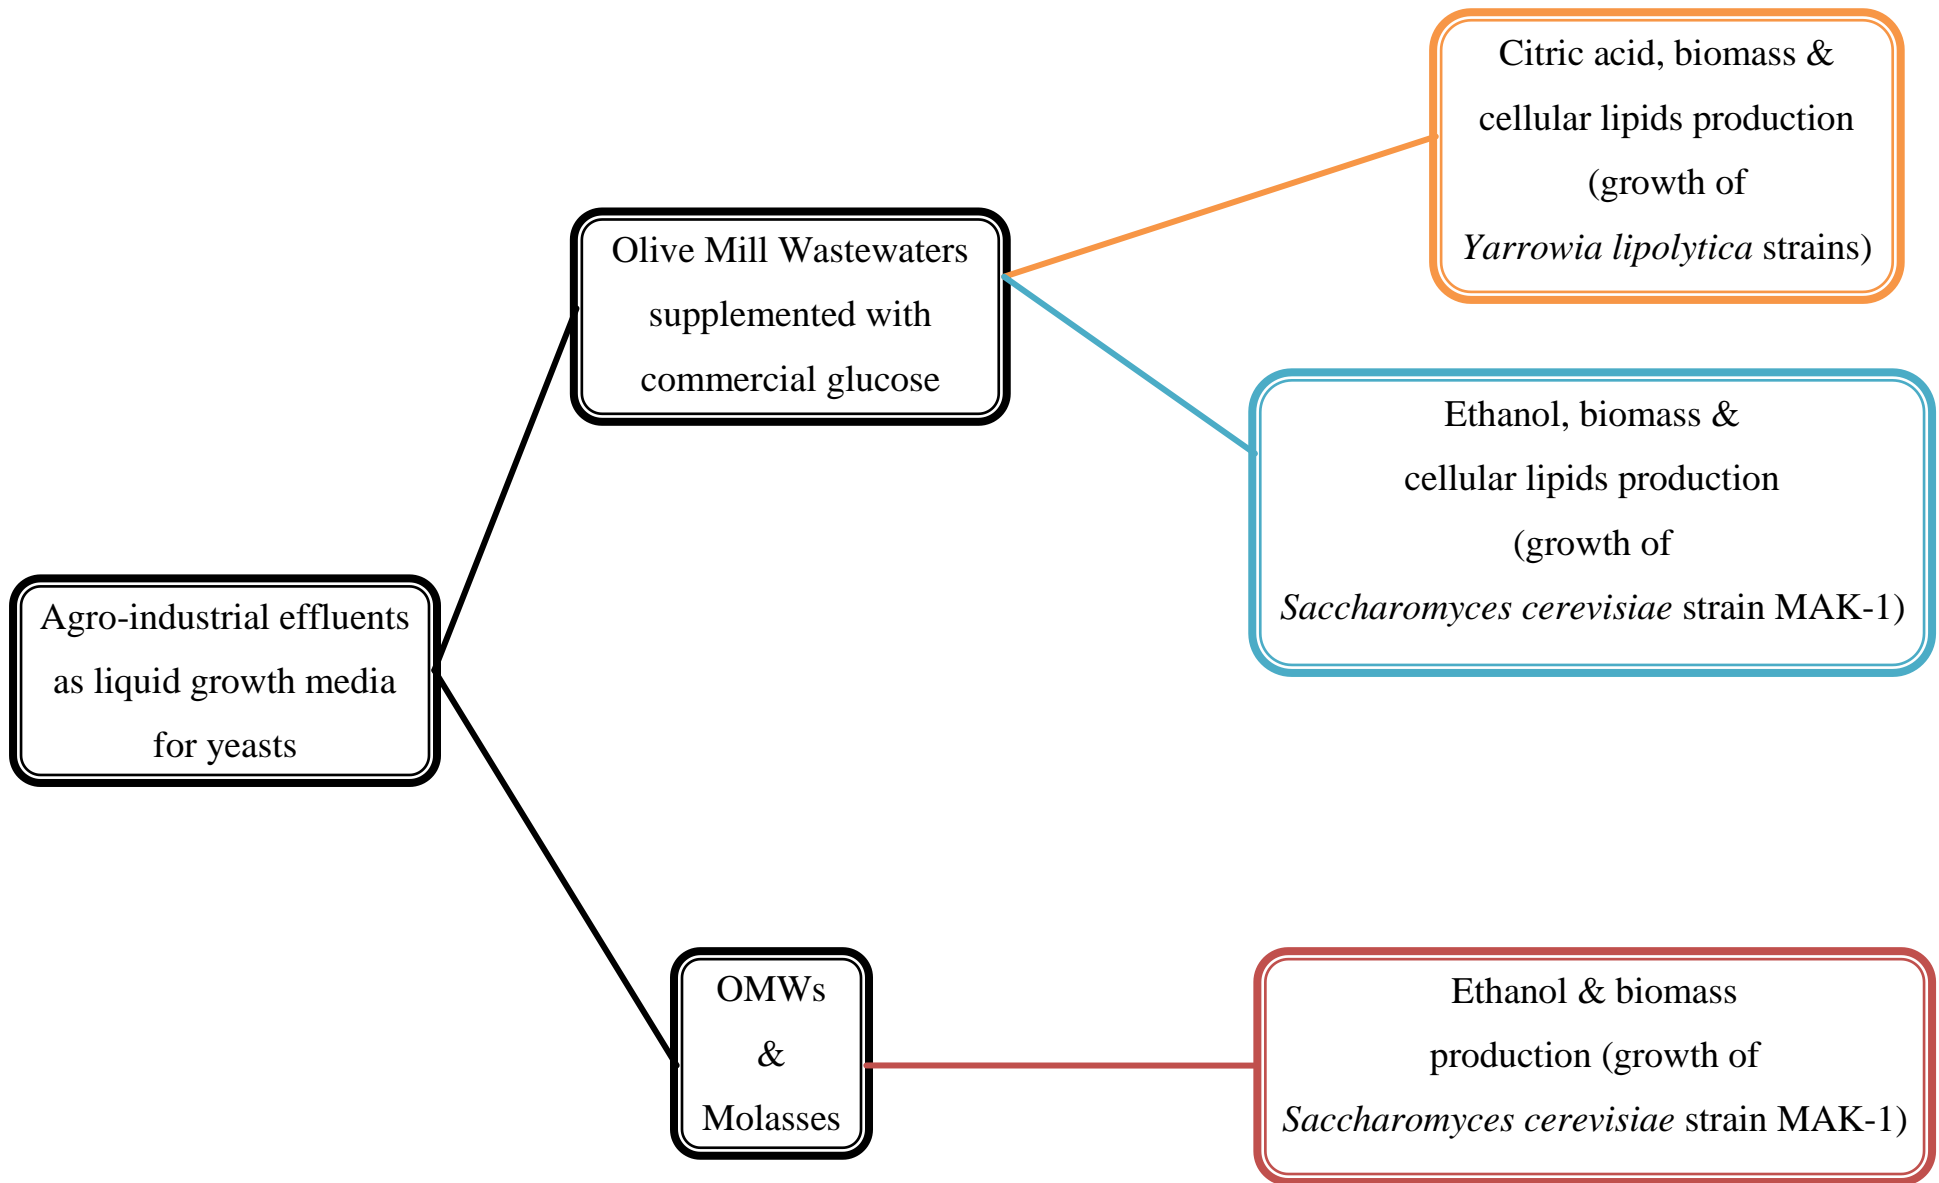 Agro-industrial effluents
as liquid growth media
for yeasts
Olive Mill Wastewaters
supplemented with
commercial glucose
Citric acid, biomass &
cellular lipids production
(growth of
Yarrowia lipolytica strains)
Ethanol, biomass &
cellular lipids production
(growth of
Saccharomyces cerevisiae strain MAK-1)
OMWs
&
Molasses
Ethanol & biomass
production (growth of
Saccharomyces cerevisiae strain MAK-1)